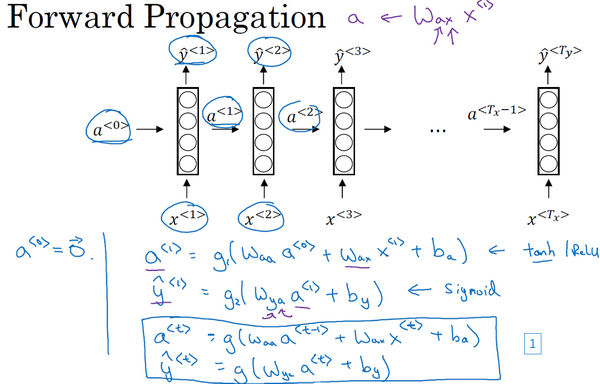 Forward Propagation a ← Wax x<1>
ŷ<1> ŷ<2> ŷ<3> ŷ<Ty>
a<0> a<1> a<2> ... a<Tx−1>
x<1> x<2> x<3> x<Tx>
a<0> = 0⃗.
a<1> = g1(Waa a<0> + Wax x<1> + ba) ← tanh / ReLU
ŷ<1> = g2(Wya a<1> + by) ← sigmoid
a<t> = g(Waa a<t-1> + Wax x<t> + ba)
ŷ<t> = g(Wya a<t> + by)
1